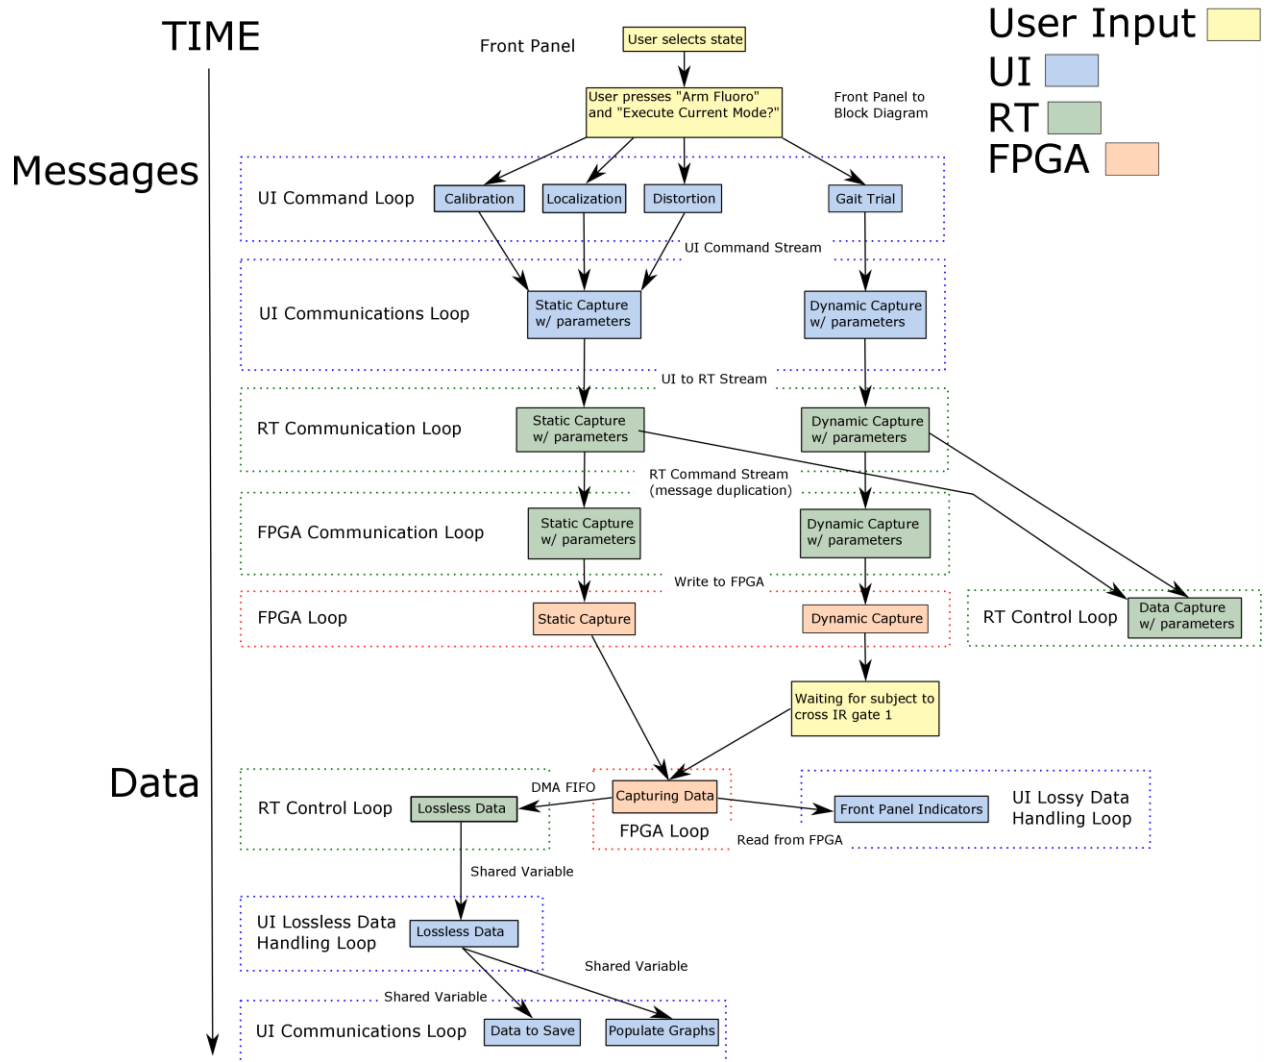 TIME
User Input
UI
RT
FPGA
Front Panel
User selects state
User presses "Arm Fluoro"
and "Execute Current Mode?"
Front Panel to
Block Diagram
Messages
UI Command Loop
Calibration
Localization
Distortion
Gait Trial
UI Command Stream
UI Communications Loop
Static Capture
w/ parameters
Dynamic Capture
w/ parameters
UI to RT Stream
RT Communication Loop
Static Capture
w/ parameters
Dynamic Capture
w/ parameters
RT Command Stream
(message duplication)
FPGA Communication Loop
Static Capture
w/ parameters
Dynamic Capture
w/ parameters
Write to FPGA
FPGA Loop
Static Capture
Dynamic Capture
RT Control Loop
Data Capture
w/ parameters
Waiting for subject to
cross IR gate 1
Data
RT Control Loop
Lossless Data
DMA FIFO
Capturing Data
FPGA Loop
Read from FPGA
Front Panel Indicators
UI Lossy Data
Handling Loop
Shared Variable
UI Lossless Data
Handling Loop
Lossless Data
Shared Variable
Shared Variable
UI Communications Loop
Data to Save
Populate Graphs